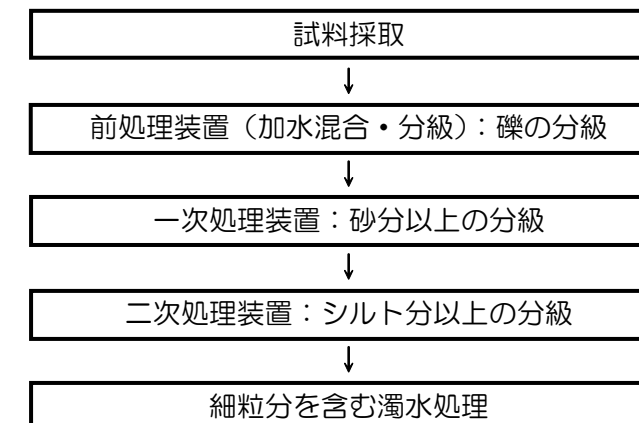 試料採取
前処理装置（加水混合・分級）：礫の分級
一次処理装置：砂分以上の分級
二次処理装置：シルト分以上の分級
細粒分を含む濁水処理